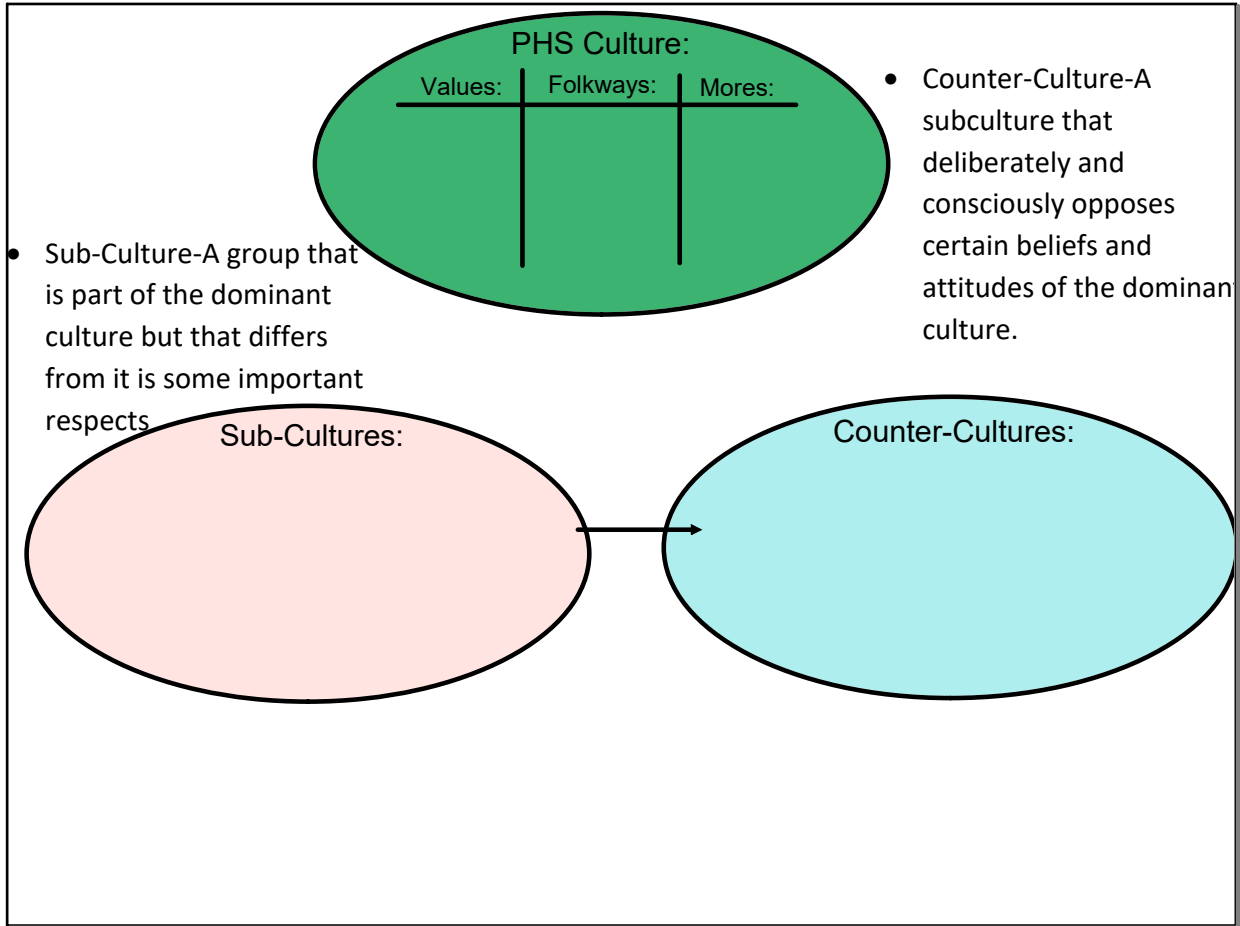 PHS Culture:
Values: Folkways: Mores:
• Counter-Culture-A
subculture that
deliberately and
consciously opposes
certain beliefs and
attitudes of the dominant
culture.
• Sub-Culture-A group that
is part of the dominant
culture but that differs
from it is some important
respects
Sub-Cultures:
Counter-Cultures: